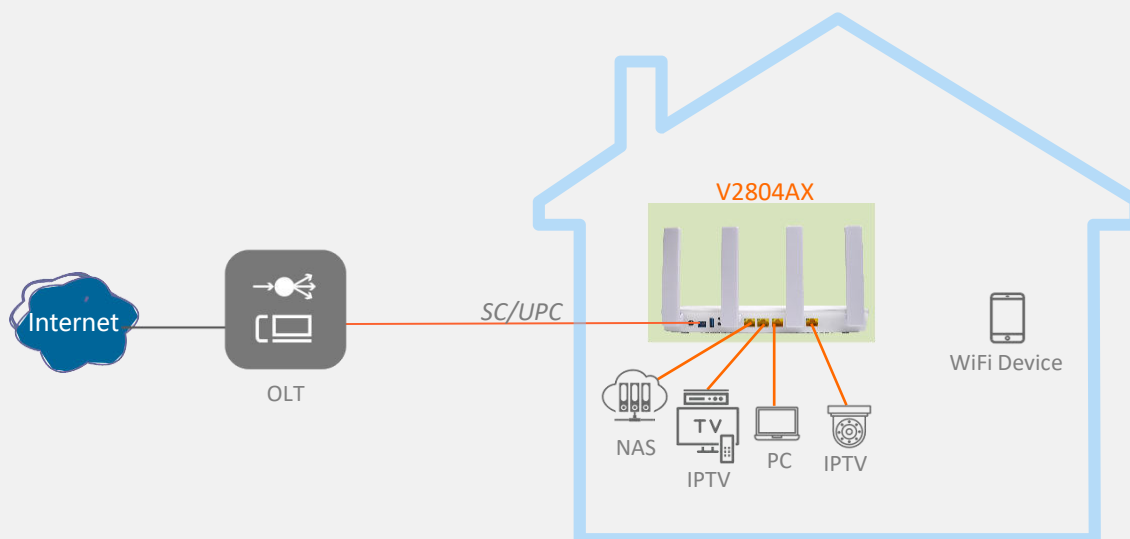 V2804AX
Internet
SC/UPC
OLT
WiFi Device
TV
NAS
IPTV
PC
IPTV